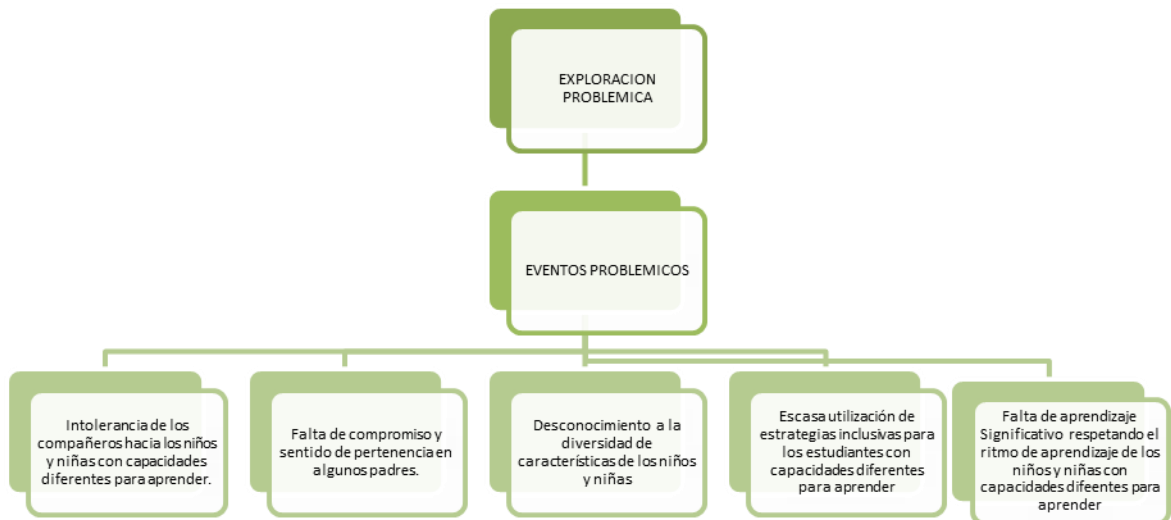 EXPLORACION
PROBLEMICA
EVENTOS PROBLEMICOS
Intolerancia de los
compañeros hacia los niños
y niñas con capacidades
diferentes para aprender.
Falta de compromiso y
sentido de pertenencia en
algunos padres.
Desconocimiento a la
diversidad de
características de los niños
y niñas
Escasa utilización de
estrategias inclusivas para
los estudiantes con
capacidades diferentes
para aprender
Falta de aprendizaje
Significativo respetando el
ritmo de aprendizaje de los
niños y niñas con
capacidades difeentes para
aprender